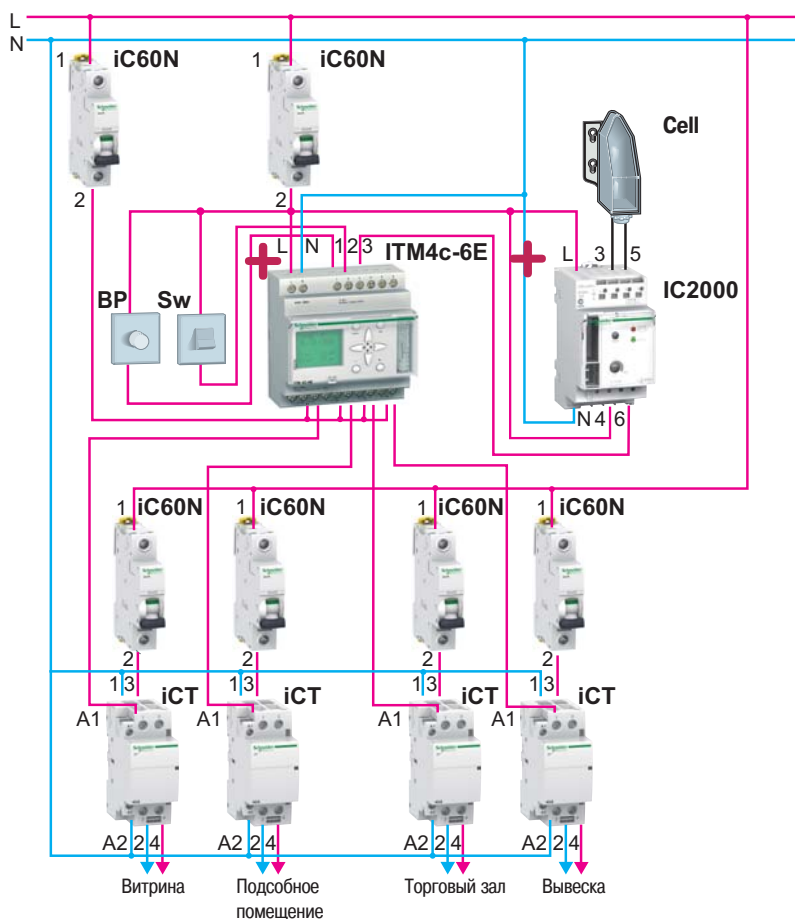 L
N
1 iC60N
1 iC60N
Cell
2
2
L N 1 2 3 ITM4c-6E
L 3 5
IC2000
BP Sw
Schneider
N 4 6
1 iC60N
1 iC60N
1 iC60N
1 iC60N
2
2
2
2
1 3
1 3
1 3
1 3
A1 iCT
A1 iCT
A1 iCT
A1 iCT
A2 2 4
A2 2 4
A2 2 4
A2 2 4
Витрина
Подсобное
помещение
Торговый зал
Вывеска